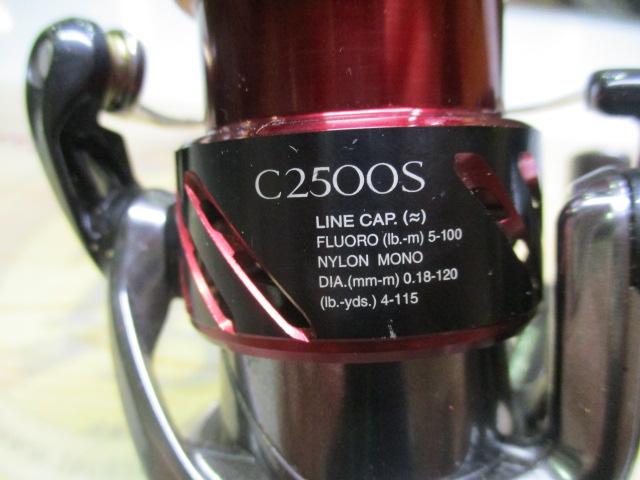 C2500S
LINE CAP. (≈)
FLUORO (lb.-m) 5-100
NYLON MONO
DIA.(mm-m) 0.18-120
(lb.-yds.) 4-115